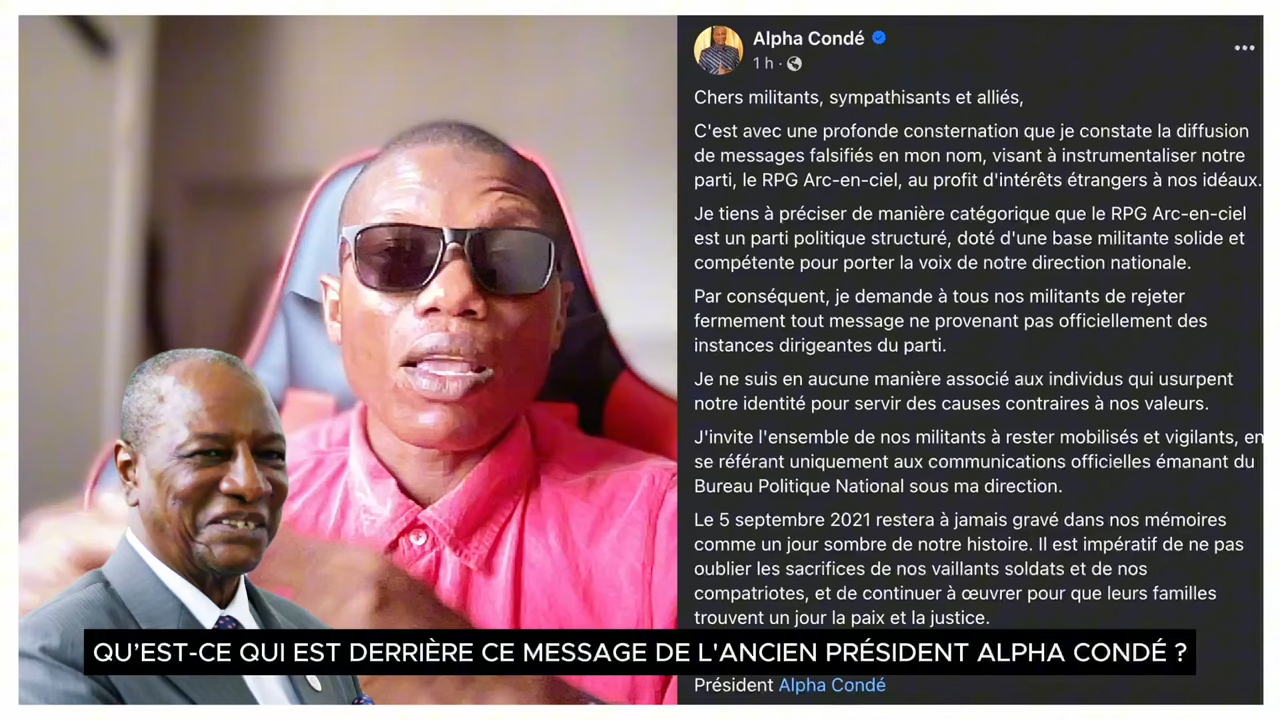 Alpha Condé
1 h ·
Chers militants, sympathisants et alliés,
C'est avec une profonde consternation que je constate la diffusion
de messages falsifiés en mon nom, visant à instrumentaliser notre
parti, le RPG Arc-en-ciel, au profit d'intérêts étrangers à nos idéaux.
Je tiens à préciser de manière catégorique que le RPG Arc-en-ciel
est un parti politique structuré, doté d'une base militante solide et
compétente pour porter la voix de notre direction nationale.
Par conséquent, je demande à tous nos militants de rejeter
fermement tout message ne provenant pas officiellement des
instances dirigeantes du parti.
Je ne suis en aucune manière associé aux individus qui usurpent
notre identité pour servir des causes contraires à nos valeurs.
J'invite l'ensemble de nos militants à rester mobilisés et vigilants, en
se référant uniquement aux communications officielles émanant du
Bureau Politique National sous ma direction.
Le 5 septembre 2021 restera à jamais gravé dans nos mémoires
comme un jour sombre de notre histoire. Il est impératif de ne pas
oublier les sacrifices de nos vaillants soldats et de nos
compatriotes, et de continuer à œuvrer pour que leurs familles
trouvent un jour la paix et la justice.
QU'EST-CE QUI EST DERRIÈRE CE MESSAGE DE L'ANCIEN PRÉSIDENT ALPHA CONDÉ ?
Président Alpha Condé